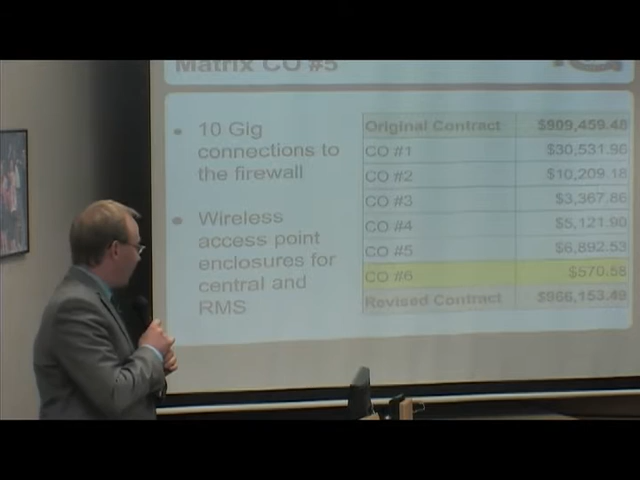 Matrix CO #5
• 10 Gig
connections to
the firewall
• Wireless
access point
enclosures for
central and
RMS
Original Contract $909,459.48
CO #1 $30,531.90
CO #2 $10,209.18
CO #3 $3,367.86
CO #4 $5,121.90
CO #5 $6,892.53
CO #6 $570.58
Revised Contract $966,153.49